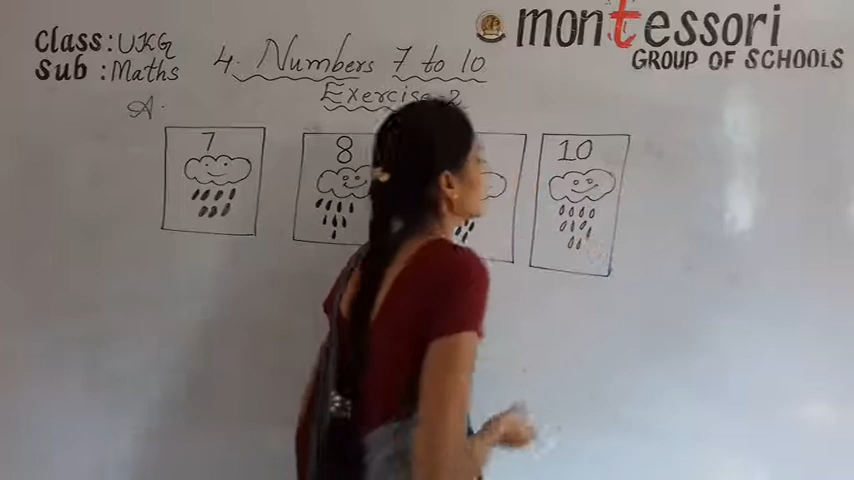 montessori
GROUP OF SCHOOLS
Class : UKG
Sub : Maths
4. Numbers 7 to 10
Exercise-2
A.
7
8
10